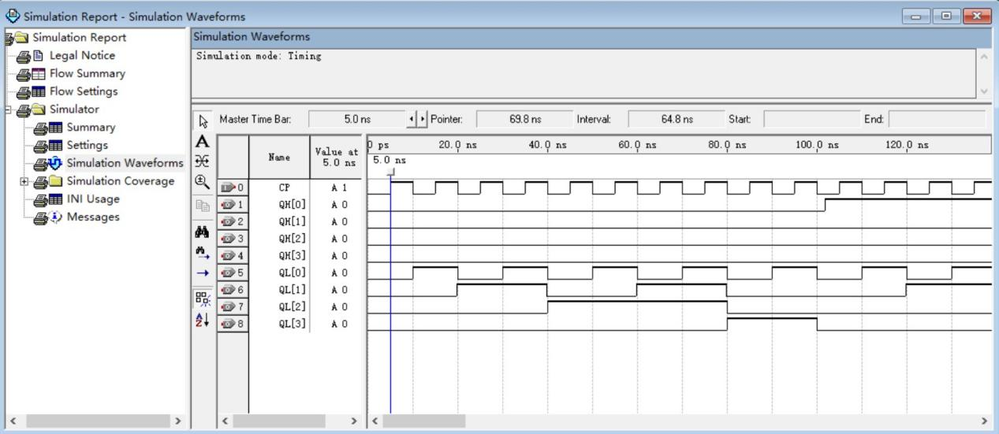 Simulation Report - Simulation Waveforms
Simulation Report
Legal Notice
Flow Summary
Flow Settings
Simulator
Summary
Settings
Simulation Waveforms
Simulation Coverage
INI Usage
Messages
Simulation Waveforms
Simulation mode: Timing
Master Time Bar: 5.0 ns Pointer: 69.8 ns Interval: 64.8 ns Start: End:
Name Value at 5.0 ns
0 ps 20.0 ns 40.0 ns 60.0 ns 80.0 ns 100.0 ns 120.0 ns
5.0 ns
0 CP A 1
1 QH[0] A 0
2 QH[1] A 0
3 QH[2] A 0
4 QH[3] A 0
5 QL[0] A 0
6 QL[1] A 0
7 QL[2] A 0
8 QL[3] A 0